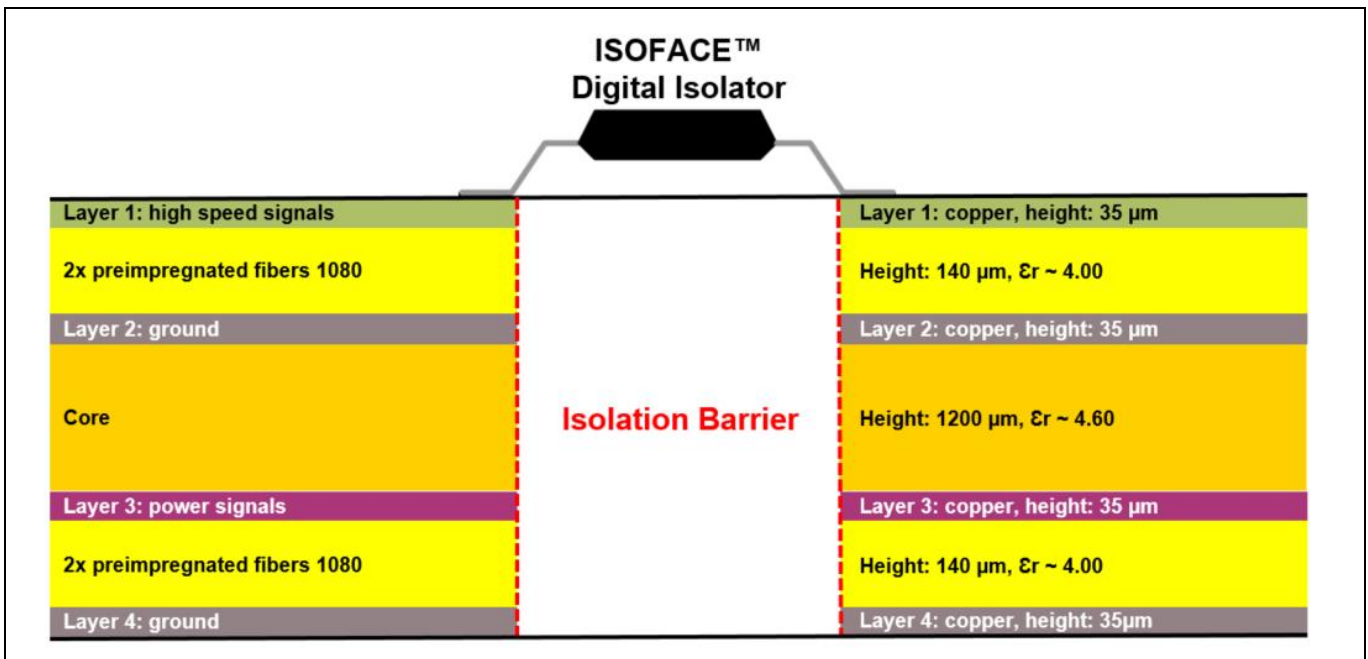 ISOFACE™
Digital Isolator
Layer 1: high speed signals
Layer 1: copper, height: 35 µm
2x preimpregnated fibers 1080
Height: 140 µm, Ɛr ~ 4.00
Layer 2: ground
Layer 2: copper, height: 35 µm
Core
Isolation Barrier
Height: 1200 µm, Ɛr ~ 4.60
Layer 3: power signals
Layer 3: copper, height: 35 µm
2x preimpregnated fibers 1080
Height: 140 µm, Ɛr ~ 4.00
Layer 4: ground
Layer 4: copper, height: 35µm